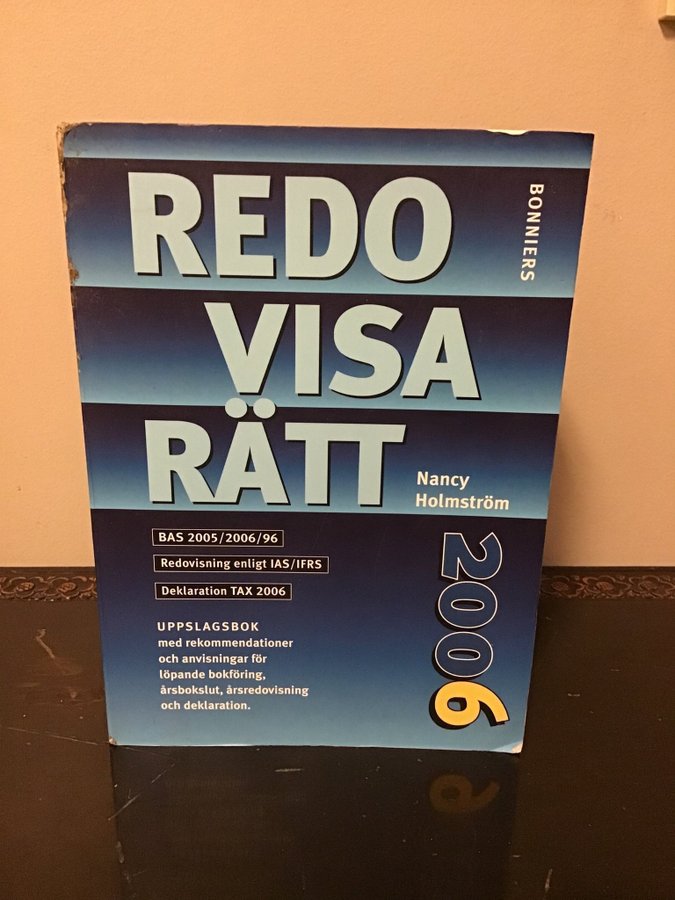 BONNIERS
REDO
VISA
RÄTT
Nancy
Holmström
2006
BAS 2005/2006/96
Redovisning enligt IAS/IFRS
Deklaration TAX 2006
UPPSLAGSBOK
med rekommendationer
och anvisningar för
löpande bokföring,
årsbokslut, årsredovisning
och deklaration.